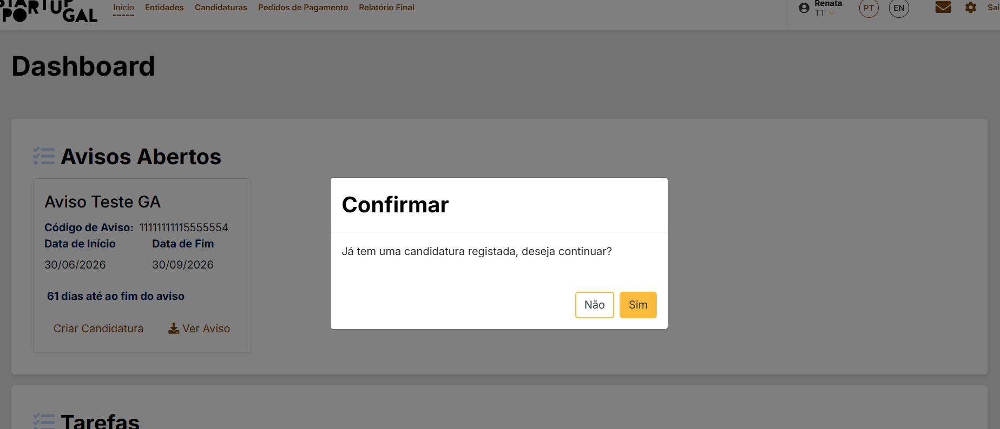 STARTUP
PORTUGAL
Início Entidades Candidaturas Pedidos de Pagamento Relatório Final
Renata
TT
PT EN
Dashboard
Avisos Abertos
Aviso Teste GA
Código de Aviso: 11111111115555554
Data de Início Data de Fim
30/06/2026 30/09/2026
61 dias até ao fim do aviso
Criar Candidatura Ver Aviso
Confirmar
Já tem uma candidatura registada, deseja continuar?
Não Sim
Tarefas